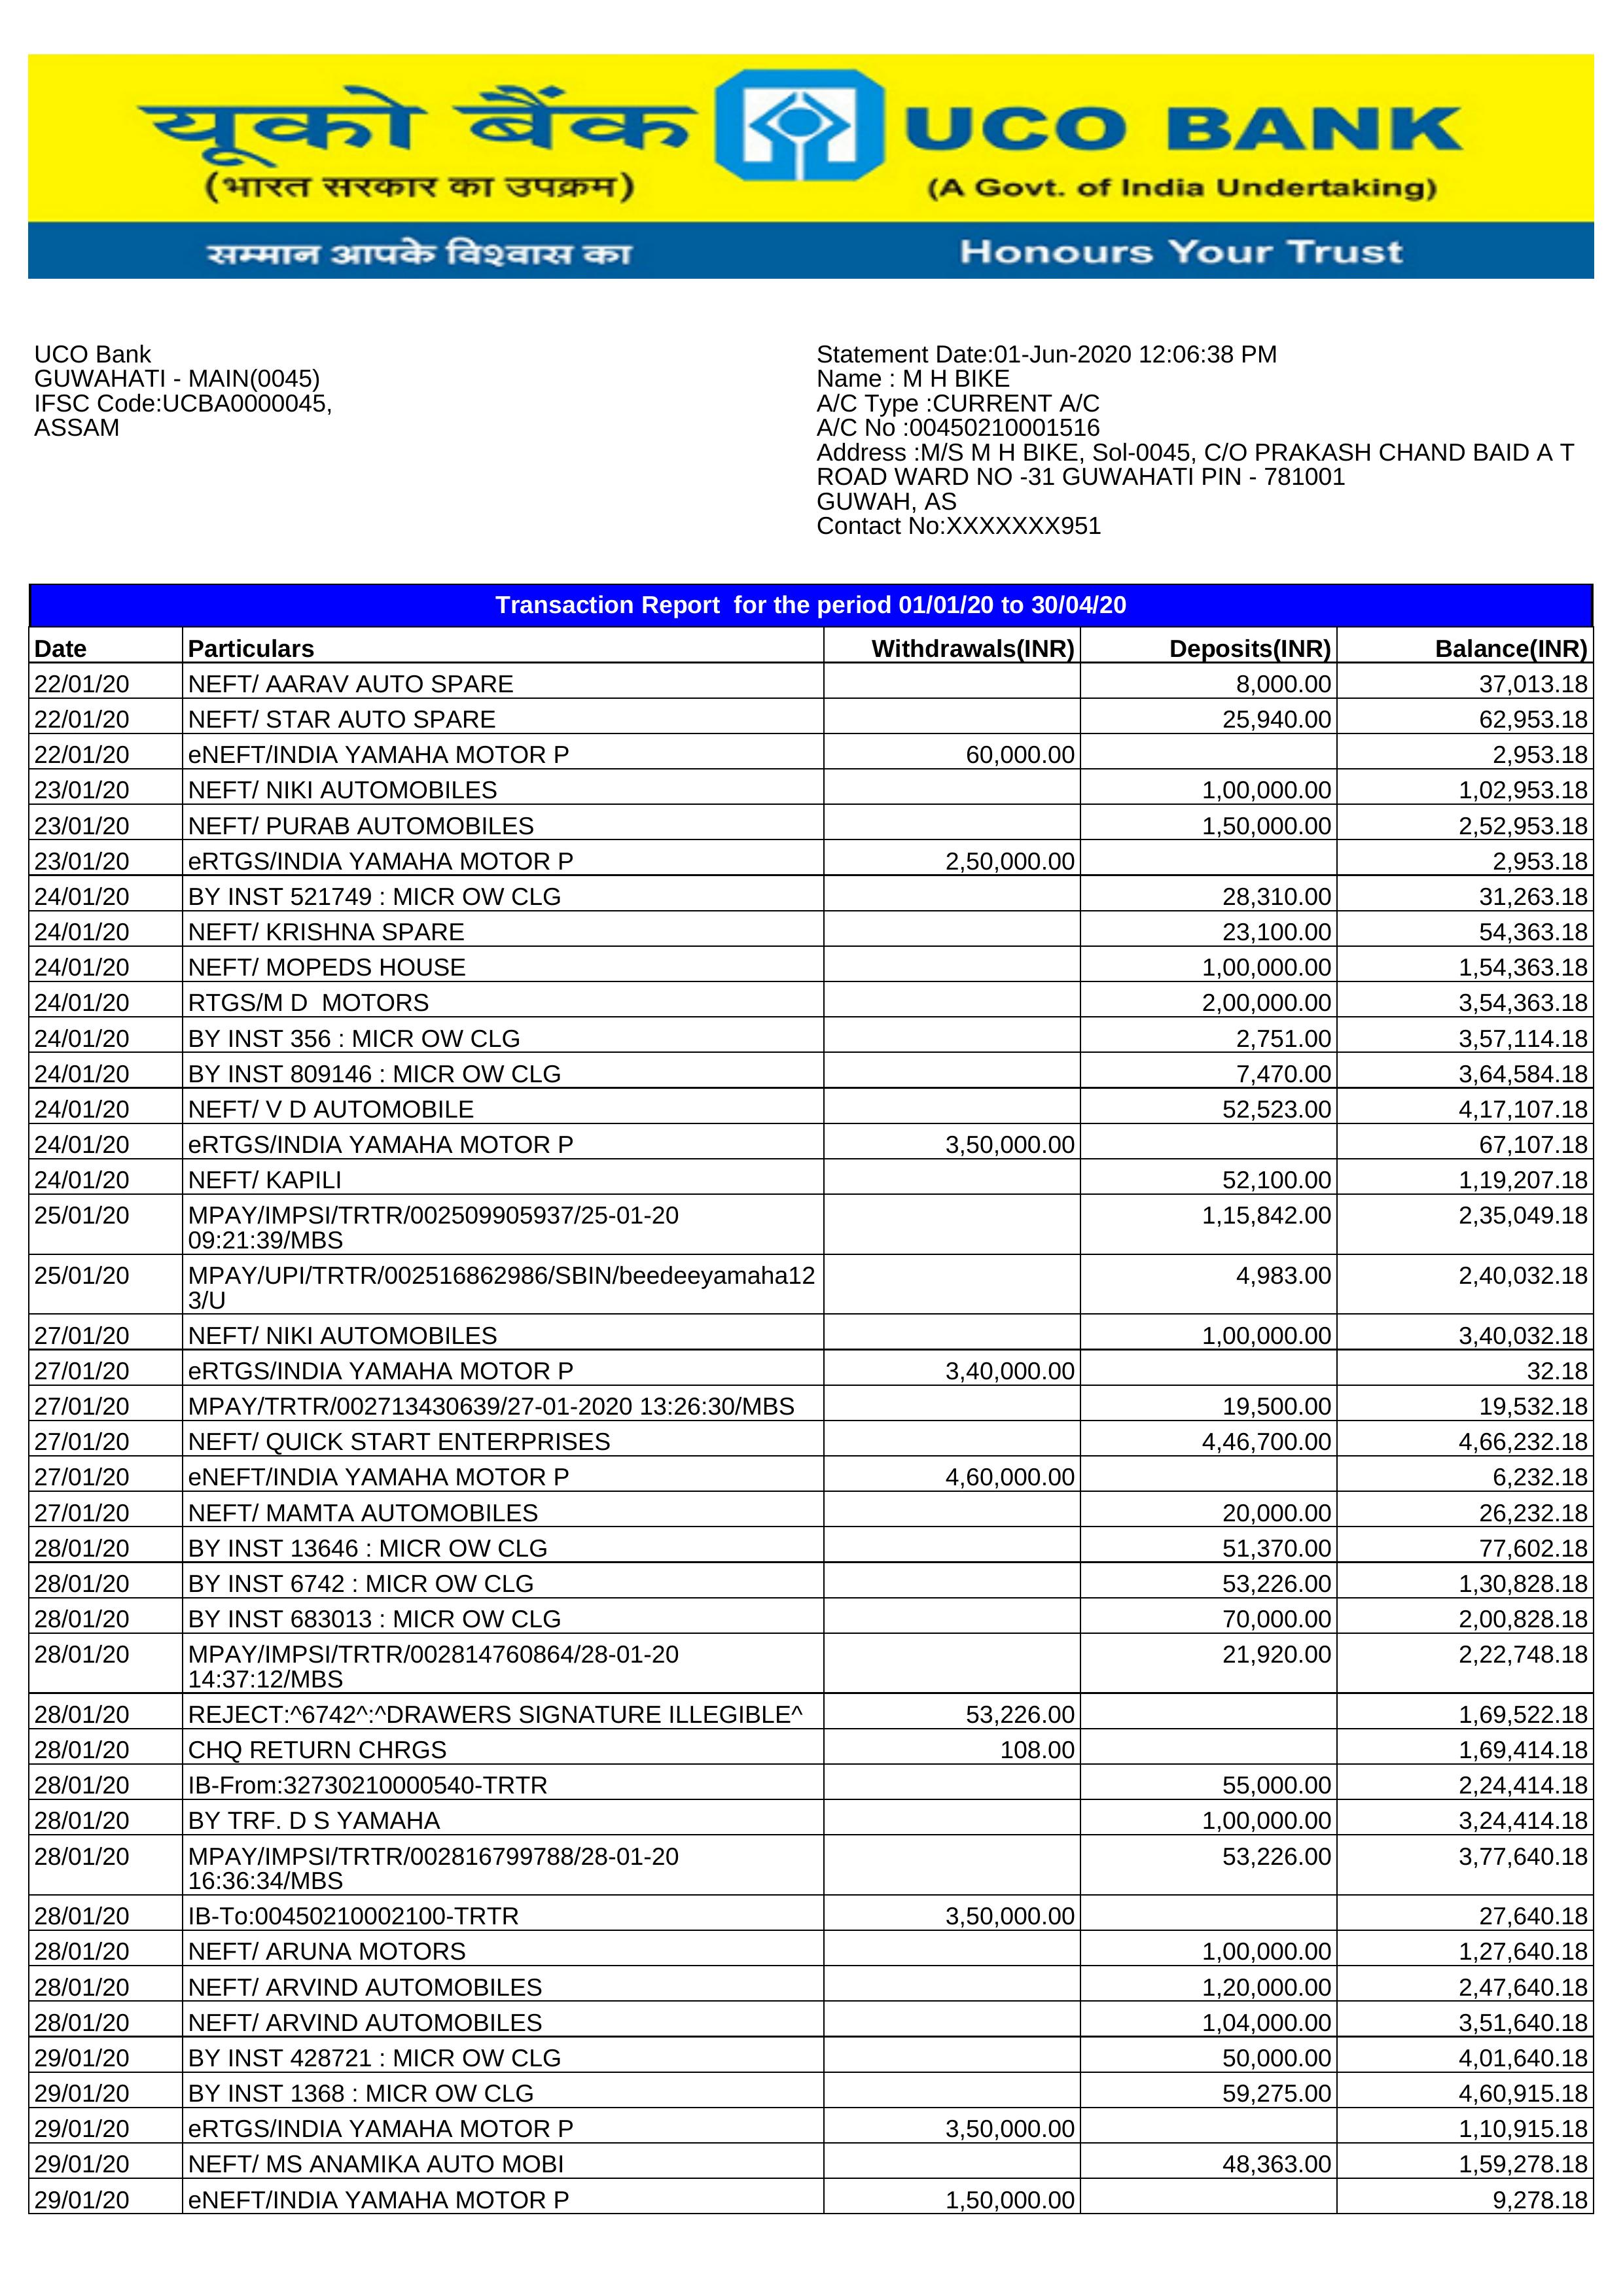 यूको बैंक UCO BANK
(भारत सरकार का उपक्रम) (A Govt. of India Undertaking)
सम्मान आपके विश्वास का Honours Your Trust
UCO Bank
GUWAHATI - MAIN(0045)
IFSC Code:UCBA0000045,
ASSAM
Statement Date:01-Jun-2020 12:06:38 PM
Name : M H BIKE
A/C Type :CURRENT A/C
A/C No :00450210001516
Address :M/S M H BIKE, Sol-0045, C/O PRAKASH CHAND BAID A T
ROAD WARD NO -31 GUWAHATI PIN - 781001
GUWAH, AS
Contact No:XXXXXXX951
Transaction Report for the period 01/01/20 to 30/04/20
Date Particulars Withdrawals(INR) Deposits(INR) Balance(INR)
22/01/20 NEFT/ AARAV AUTO SPARE 8,000.00 37,013.18
22/01/20 NEFT/ STAR AUTO SPARE 25,940.00 62,953.18
22/01/20 eNEFT/INDIA YAMAHA MOTOR P 60,000.00 2,953.18
23/01/20 NEFT/ NIKI AUTOMOBILES 1,00,000.00 1,02,953.18
23/01/20 NEFT/ PURAB AUTOMOBILES 1,50,000.00 2,52,953.18
23/01/20 eRTGS/INDIA YAMAHA MOTOR P 2,50,000.00 2,953.18
24/01/20 BY INST 521749 : MICR OW CLG 28,310.00 31,263.18
24/01/20 NEFT/ KRISHNA SPARE 23,100.00 54,363.18
24/01/20 NEFT/ MOPEDS HOUSE 1,00,000.00 1,54,363.18
24/01/20 RTGS/M D MOTORS 2,00,000.00 3,54,363.18
24/01/20 BY INST 356 : MICR OW CLG 2,751.00 3,57,114.18
24/01/20 BY INST 809146 : MICR OW CLG 7,470.00 3,64,584.18
24/01/20 NEFT/ V D AUTOMOBILE 52,523.00 4,17,107.18
24/01/20 eRTGS/INDIA YAMAHA MOTOR P 3,50,000.00 67,107.18
24/01/20 NEFT/ KAPILI 52,100.00 1,19,207.18
25/01/20 MPAY/IMPSI/TRTR/002509905937/25-01-20 1,15,842.00 2,35,049.18
09:21:39/MBS
25/01/20 MPAY/UPI/TRTR/002516862986/SBIN/beedeeyamaha12 4,983.00 2,40,032.18
3/U
27/01/20 NEFT/ NIKI AUTOMOBILES 1,00,000.00 3,40,032.18
27/01/20 eRTGS/INDIA YAMAHA MOTOR P 3,40,000.00 32.18
27/01/20 MPAY/TRTR/002713430639/27-01-2020 13:26:30/MBS 19,500.00 19,532.18
27/01/20 NEFT/ QUICK START ENTERPRISES 4,46,700.00 4,66,232.18
27/01/20 eNEFT/INDIA YAMAHA MOTOR P 4,60,000.00 6,232.18
27/01/20 NEFT/ MAMTA AUTOMOBILES 20,000.00 26,232.18
28/01/20 BY INST 13646 : MICR OW CLG 51,370.00 77,602.18
28/01/20 BY INST 6742 : MICR OW CLG 53,226.00 1,30,828.18
28/01/20 BY INST 683013 : MICR OW CLG 70,000.00 2,00,828.18
28/01/20 MPAY/IMPSI/TRTR/002814760864/28-01-20 21,920.00 2,22,748.18
14:37:12/MBS
28/01/20 REJECT:^6742^:^DRAWERS SIGNATURE ILLEGIBLE^ 53,226.00 1,69,522.18
28/01/20 CHQ RETURN CHRGS 108.00 1,69,414.18
28/01/20 IB-From:32730210000540-TRTR 55,000.00 2,24,414.18
28/01/20 BY TRF. D S YAMAHA 1,00,000.00 3,24,414.18
28/01/20 MPAY/IMPSI/TRTR/002816799788/28-01-20 53,226.00 3,77,640.18
16:36:34/MBS
28/01/20 IB-To:00450210002100-TRTR 3,50,000.00 27,640.18
28/01/20 NEFT/ ARUNA MOTORS 1,00,000.00 1,27,640.18
28/01/20 NEFT/ ARVIND AUTOMOBILES 1,20,000.00 2,47,640.18
28/01/20 NEFT/ ARVIND AUTOMOBILES 1,04,000.00 3,51,640.18
29/01/20 BY INST 428721 : MICR OW CLG 50,000.00 4,01,640.18
29/01/20 BY INST 1368 : MICR OW CLG 59,275.00 4,60,915.18
29/01/20 eRTGS/INDIA YAMAHA MOTOR P 3,50,000.00 1,10,915.18
29/01/20 NEFT/ MS ANAMIKA AUTO MOBI 48,363.00 1,59,278.18
29/01/20 eNEFT/INDIA YAMAHA MOTOR P 1,50,000.00 9,278.18